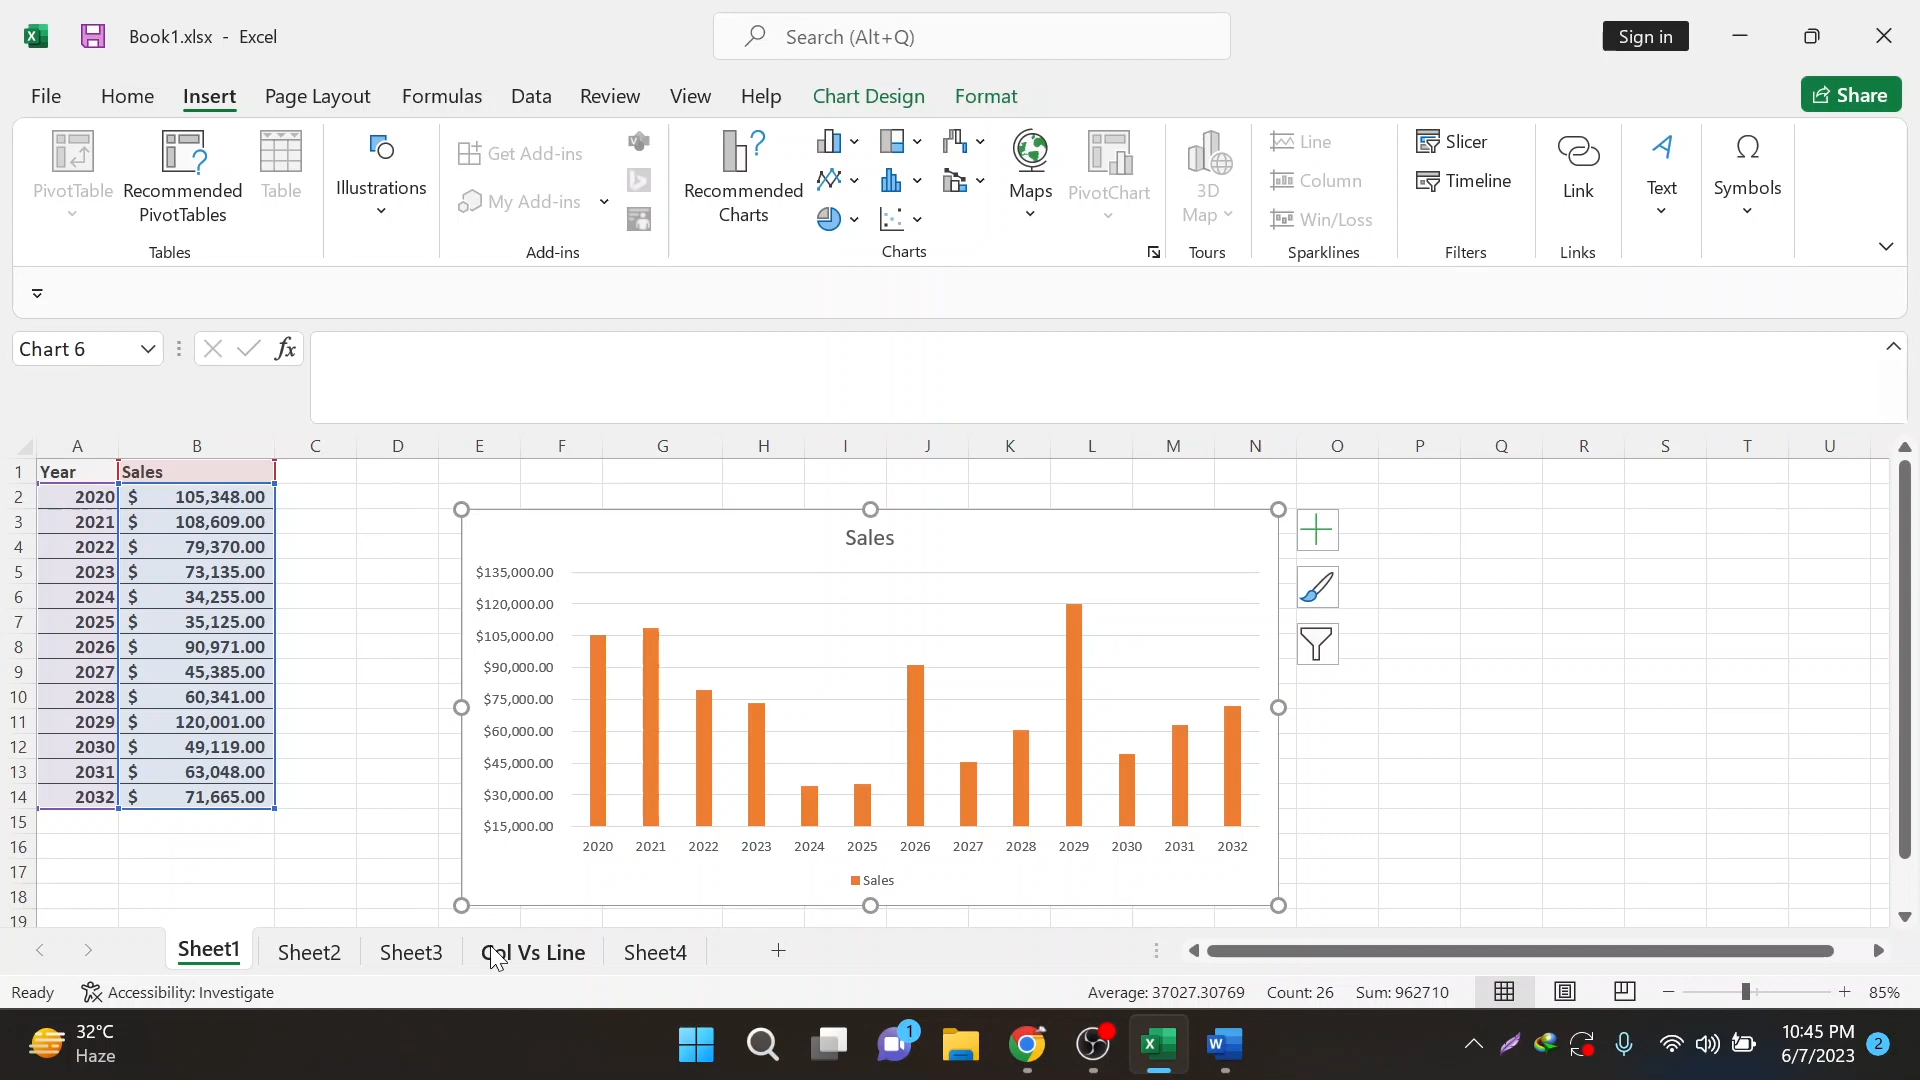 Book1.xlsx - Excel
Search (Alt+Q)
Sign in
File Home Insert Page Layout Formulas Data Review View Help Chart Design Format
Share
PivotTable
Recommended PivotTables
Table
Tables
Illustrations
Get Add-ins
My Add-ins
Add-ins
Recommended Charts
Maps
PivotChart
Charts
3D Map
Tours
Line
Column
Win/Loss
Sparklines
Slicer
Timeline
Filters
Link
Links
Text
Symbols
Chart 6
fx
A B C D E F G H I J K L M N O P Q R S T U
1 Year Sales
2 2020 $ 105,348.00
3 2021 $ 108,609.00
4 2022 $ 79,370.00
5 2023 $ 73,135.00
6 2024 $ 34,255.00
7 2025 $ 35,125.00
8 2026 $ 90,971.00
9 2027 $ 45,385.00
10 2028 $ 60,341.00
11 2029 $ 120,001.00
12 2030 $ 49,119.00
13 2031 $ 63,048.00
14 2032 $ 71,665.00
15
16
17
18
19
Sales
$135,000.00
$120,000.00
$105,000.00
$90,000.00
$75,000.00
$60,000.00
$45,000.00
$30,000.00
$15,000.00
2020 2021 2022 2023 2024 2025 2026 2027 2028 2029 2030 2031 2032
Sales
Sheet1 Sheet2 Sheet3 Col Vs Line Sheet4
Ready
Accessibility: Investigate
Average: 37027.30769 Count: 26 Sum: 962710
85%
32°C
Haze
1
10:45 PM
6/7/2023
2